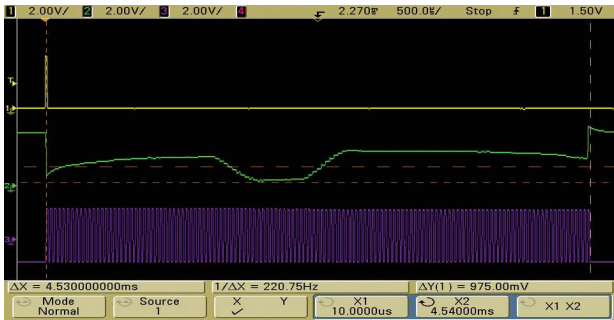 1 2.00V/ 2 2.00V/ 3 2.00V/ 4 2.270 500.0 / Stop 1 1.50V
T
1
2
3
ΔX = 4.530000000ms 1/ΔX = 220.75Hz ΔY(1) = 975.00mV
Mode Source X Y X1 X2 X1 X2
Normal 1 ✓ 10.0000us 4.54000ms